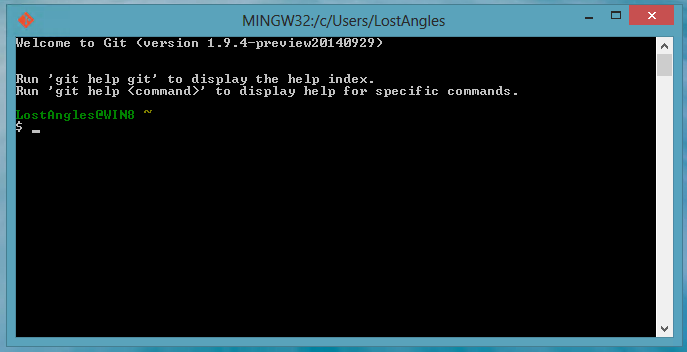 MINGW32:/c/Users/LostAngles
Welcome to Git (version 1.9.4-preview20140929)
Run 'git help git' to display the help index.
Run 'git help <command>' to display help for specific commands.
LostAngles@WIN8 ~
$